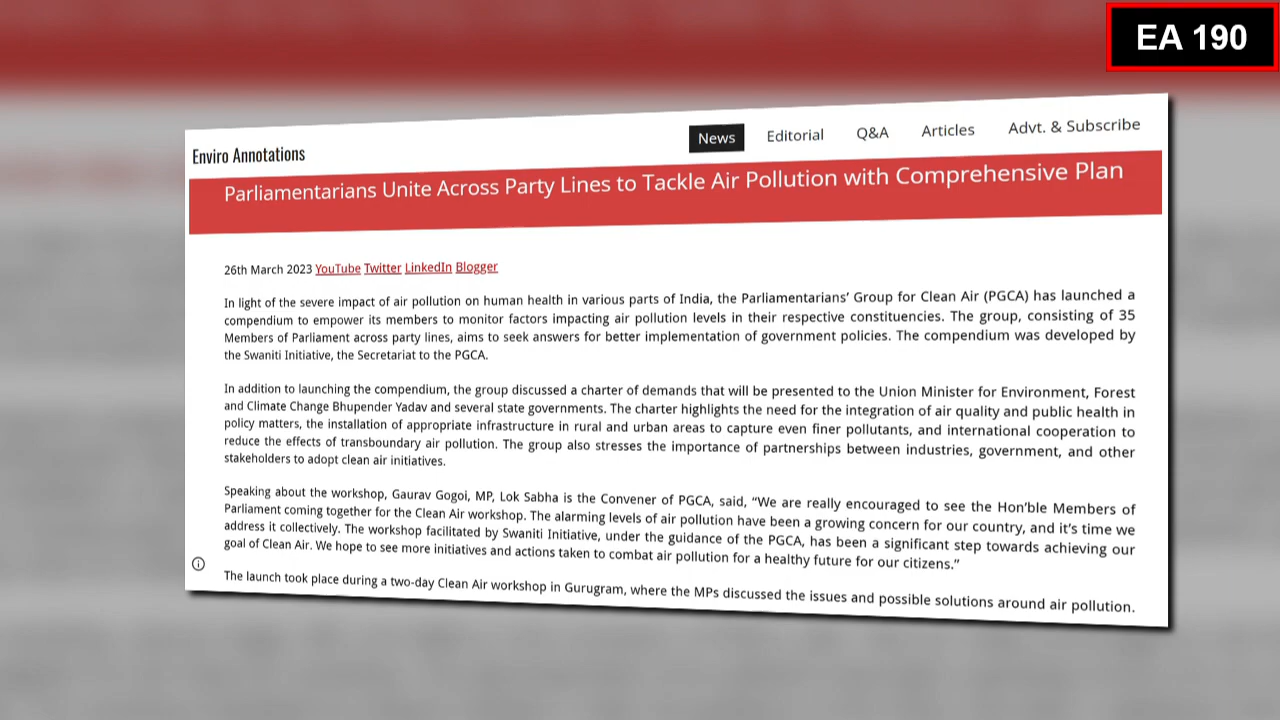 EA 190
Enviro Annotations
News Editorial Q&A Articles Advt. & Subscribe
Parliamentarians Unite Across Party Lines to Tackle Air Pollution with Comprehensive Plan
26th March 2023 YouTube Twitter LinkedIn Blogger
In light of the severe impact of air pollution on human health in various parts of India, the Parliamentarians’ Group for Clean Air (PGCA) has launched a
compendium to empower its members to monitor factors impacting air pollution levels in their respective constituencies. The group, consisting of 35
Members of Parliament across party lines, aims to seek answers for better implementation of government policies. The compendium was developed by
the Swaniti Initiative, the Secretariat to the PGCA.
In addition to launching the compendium, the group discussed a charter of demands that will be presented to the Union Minister for Environment, Forest
and Climate Change Bhupender Yadav and several state governments. The charter highlights the need for the integration of air quality and public health in
policy matters, the installation of appropriate infrastructure in rural and urban areas to capture even finer pollutants, and international cooperation to
reduce the effects of transboundary air pollution. The group also stresses the importance of partnerships between industries, government, and other
stakeholders to adopt clean air initiatives.
Speaking about the workshop, Gaurav Gogoi, MP, Lok Sabha is the Convener of PGCA, said, “We are really encouraged to see the Hon’ble Members of
Parliament coming together for the Clean Air workshop. The alarming levels of air pollution have been a growing concern for our country, and it’s time we
address it collectively. The workshop facilitated by Swaniti Initiative, under the guidance of the PGCA, has been a significant step towards achieving our
goal of Clean Air. We hope to see more initiatives and actions taken to combat air pollution for a healthy future for our citizens.”
The launch took place during a two-day Clean Air workshop in Gurugram, where the MPs discussed the issues and possible solutions around air pollution.